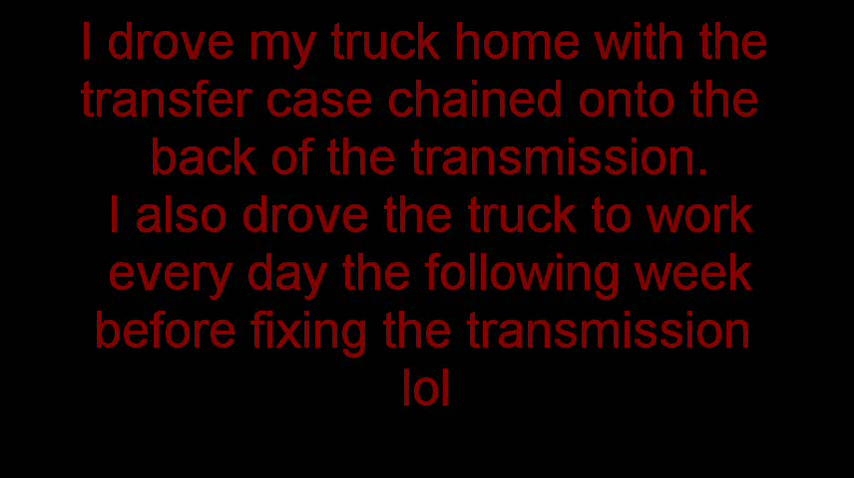 I drove my truck home with the
transfer case chained onto the
back of the transmission.
I also drove the truck to work
every day the following week
before fixing the transmission
lol